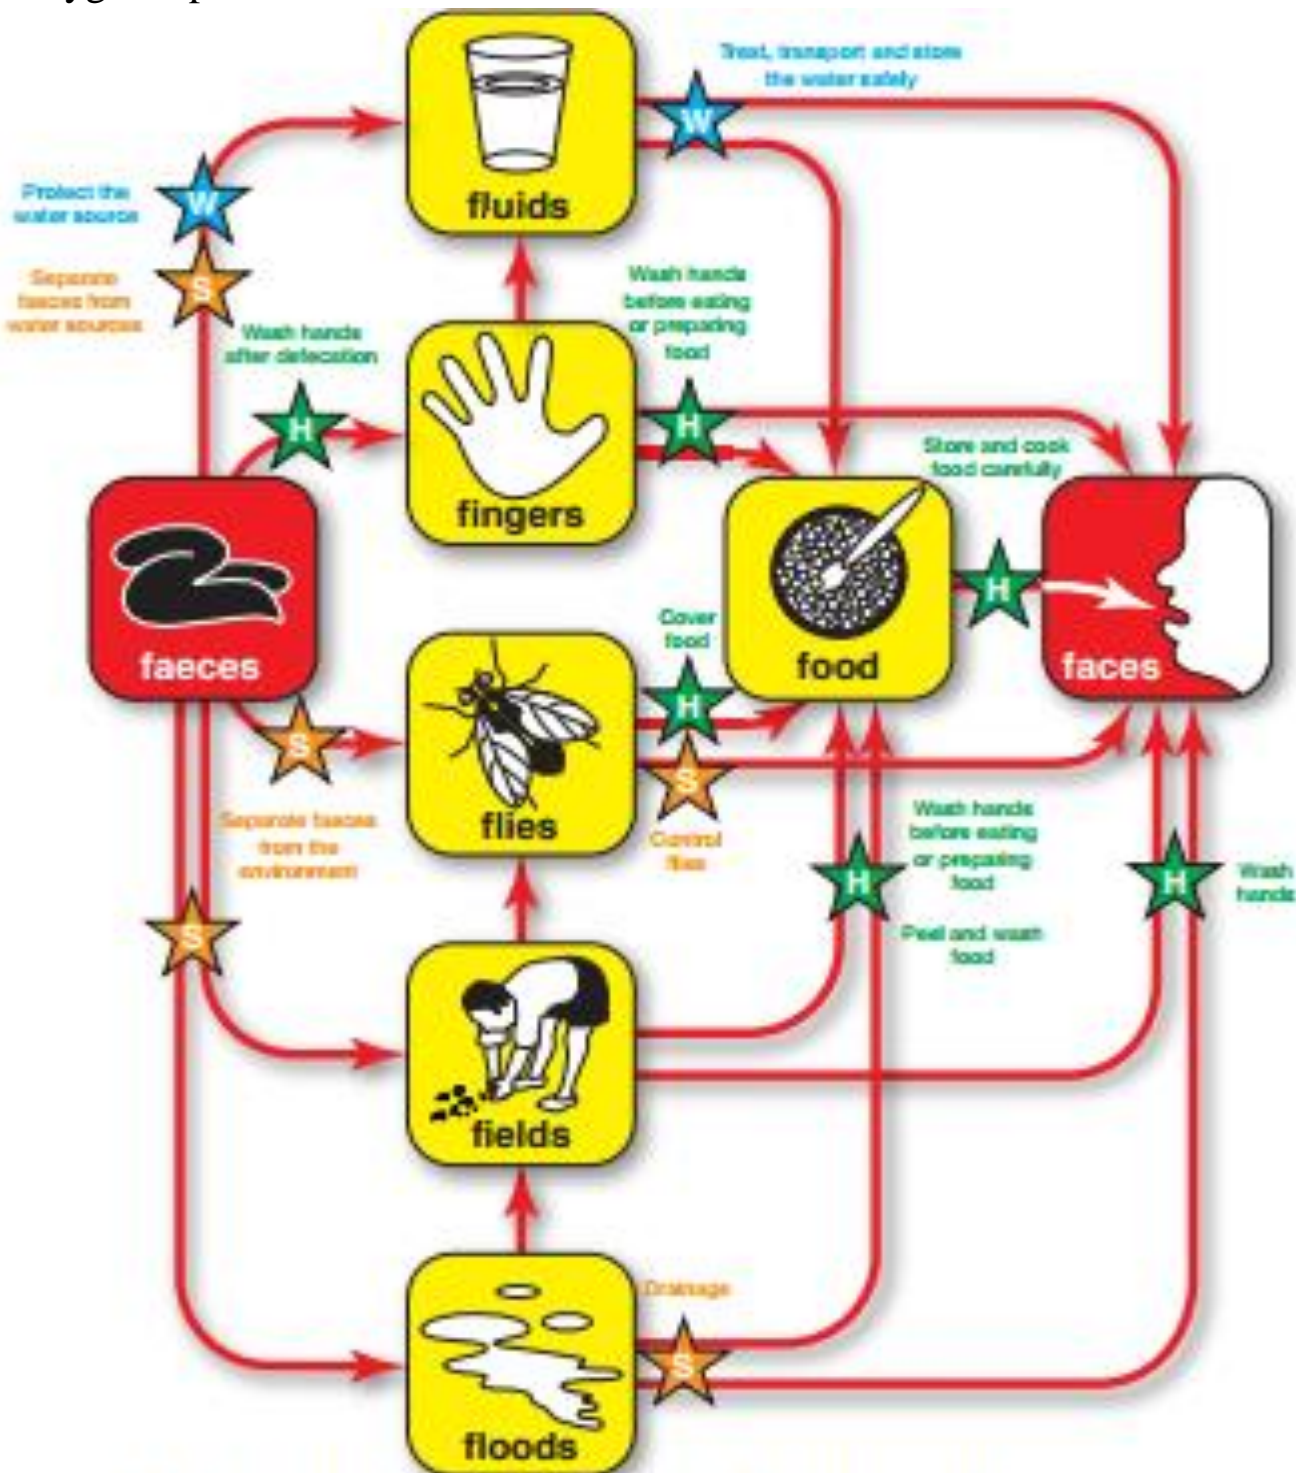 Treat, transport and store
the water safely
W
fluids
Protect the
water source
W
Separate
faeces from
water sources
S
Wash hands
after defecation
H
Wash hands
before eating
or preparing
food
H
fingers
Store and cook
food carefully
H
faeces
food
faces
Cover
food
H
S
flies
S
Control
flies
Separate faeces
from the
environment
S
Wash hands
before eating
or preparing
food
H
Peel and wash
food
H
Wash
hands
fields
Drainage
S
floods